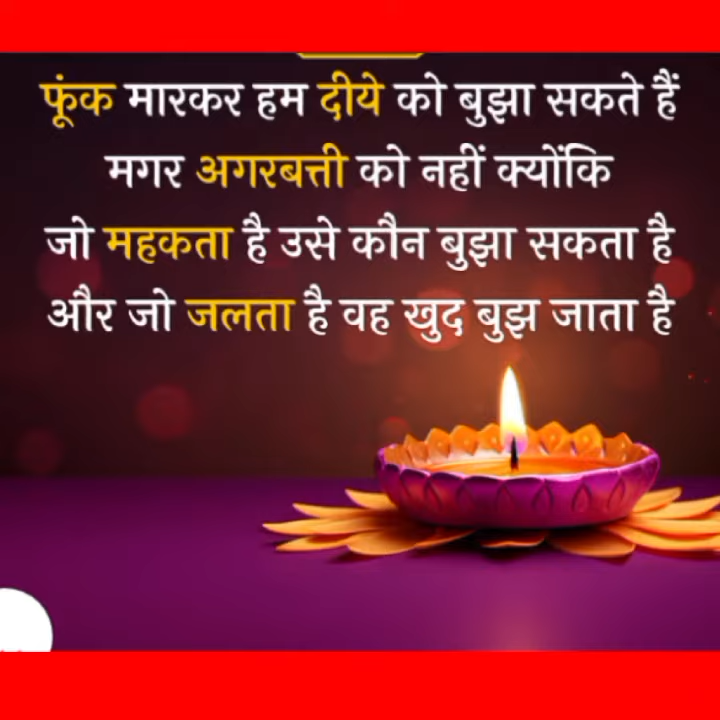 फूंक मारकर हम दीये को बुझा सकते हैं
मगर अगरबत्ती को नहीं क्योंकि
जो महकता है उसे कौन बुझा सकता है
और जो जलता है वह खुद बुझ जाता है